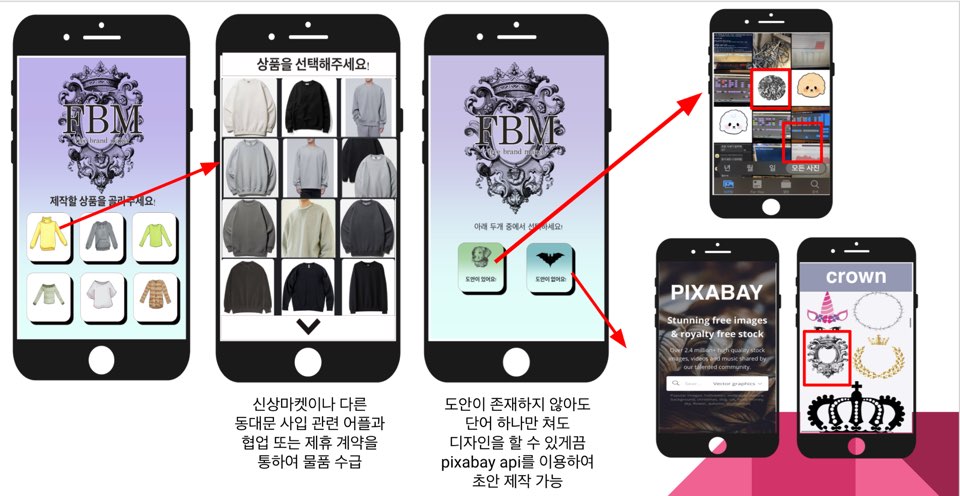 FBM
제작할 상품을 골라주세요!
상품을 선택해주세요!
FBM
아래 두개 중에서 선택하세요!
도안이 있어요!
도안이 없어요!
년 월 일 모든 사진
PIXABAY
Stunning free images
& royalty free stock
Over 2.4 million+ high quality stock
images, videos and music shared by
our talented community.
Vector graphics
crown
신상마켓이나 다른
동대문 사입 관련 어플과
협업 또는 제휴 계약을
통하여 물품 수급
도안이 존재하지 않아도
단어 하나만 쳐도
디자인을 할 수 있게끔
pixabay api를 이용하여
초안 제작 가능